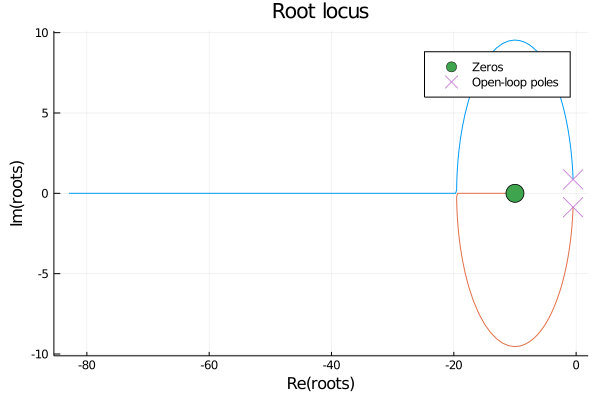 Root locus
10
Zeros
Open-loop poles
5
Im(roots)
0
-5
-10
-80 -60 -40 -20 0
Re(roots)